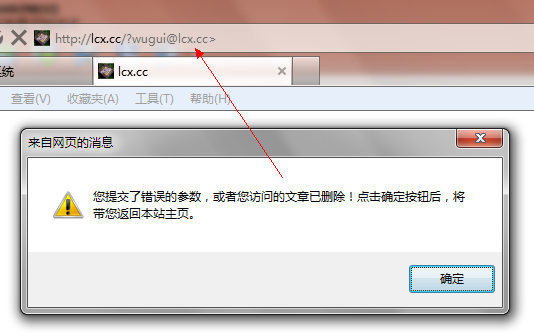 http://lcx.cc/?wugui@lcx.cc>
系统
lcx.cc
查看(V) 收藏夹(A) 工具(T) 帮助(H)
来自网页的消息
您提交了错误的参数，或者您访问的文章已删除！点击确定按钮后，将
带您返回本站主页。
确定